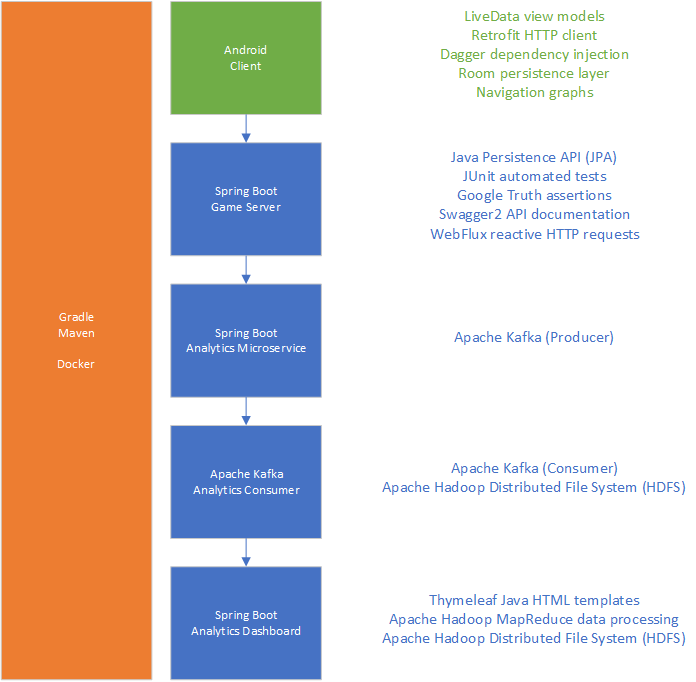 Gradle
Maven
Docker
Android
Client
LiveData view models
Retrofit HTTP client
Dagger dependency injection
Room persistence layer
Navigation graphs
Spring Boot
Game Server
Java Persistence API (JPA)
JUnit automated tests
Google Truth assertions
Swagger2 API documentation
WebFlux reactive HTTP requests
Spring Boot
Analytics Microservice
Apache Kafka (Producer)
Apache Kafka
Analytics Consumer
Apache Kafka (Consumer)
Apache Hadoop Distributed File System (HDFS)
Spring Boot
Analytics Dashboard
Thymeleaf Java HTML templates
Apache Hadoop MapReduce data processing
Apache Hadoop Distributed File System (HDFS)